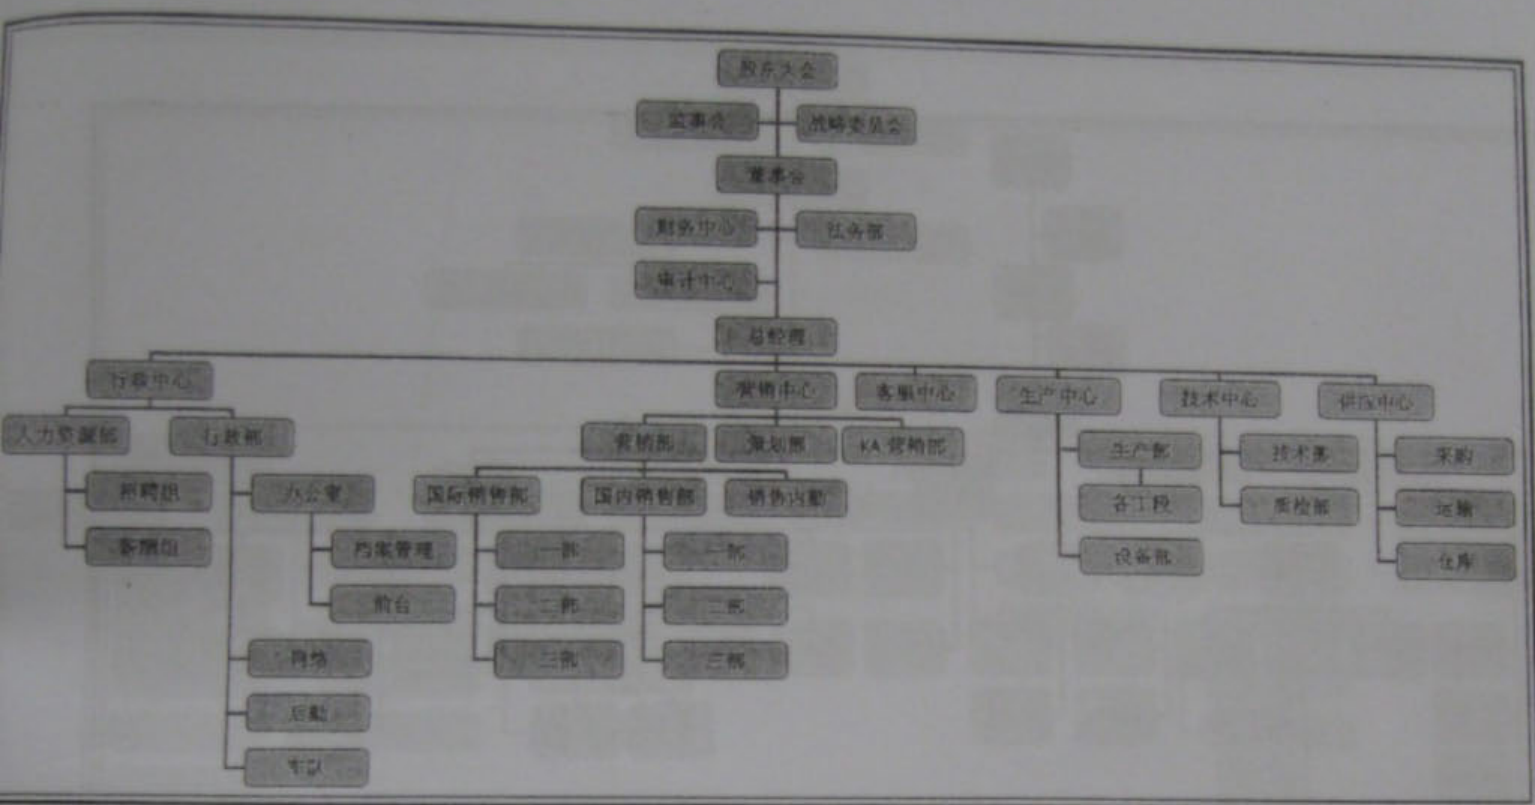 股东大会
监事会 战略委员会
董事会
财务中心 法务部
审计中心
总经理
行政中心 营销中心 客服中心 生产中心 技术中心 供应中心
人力资源部 行政部 营销部 策划部 KA营销部 生产部 技术部 采购
招聘组 办公室 国际销售部 国内销售部 销售内勤 各工段 质检部 运输
薪酬组 档案管理 一部 一部 设备部 仓库
前台 二部 二部
网络 三部 三部
后勤
车队